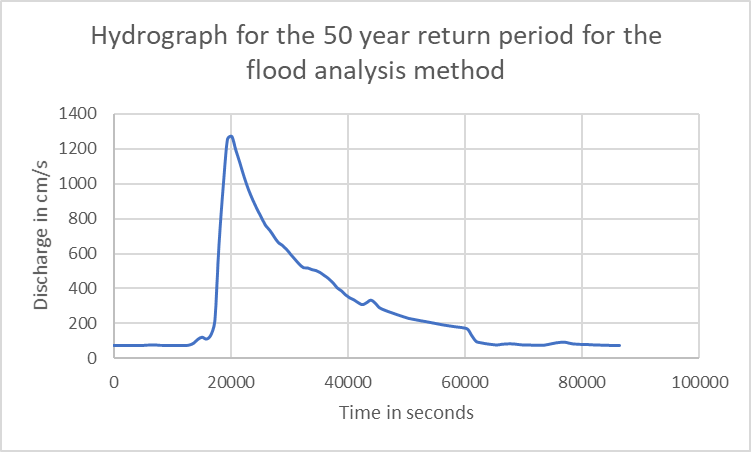 Hydrograph for the 50 year return period for the
flood analysis method
Discharge in cm/s
1400
1200
1000
800
600
400
200
0
0 20000 40000 60000 80000 100000
Time in seconds